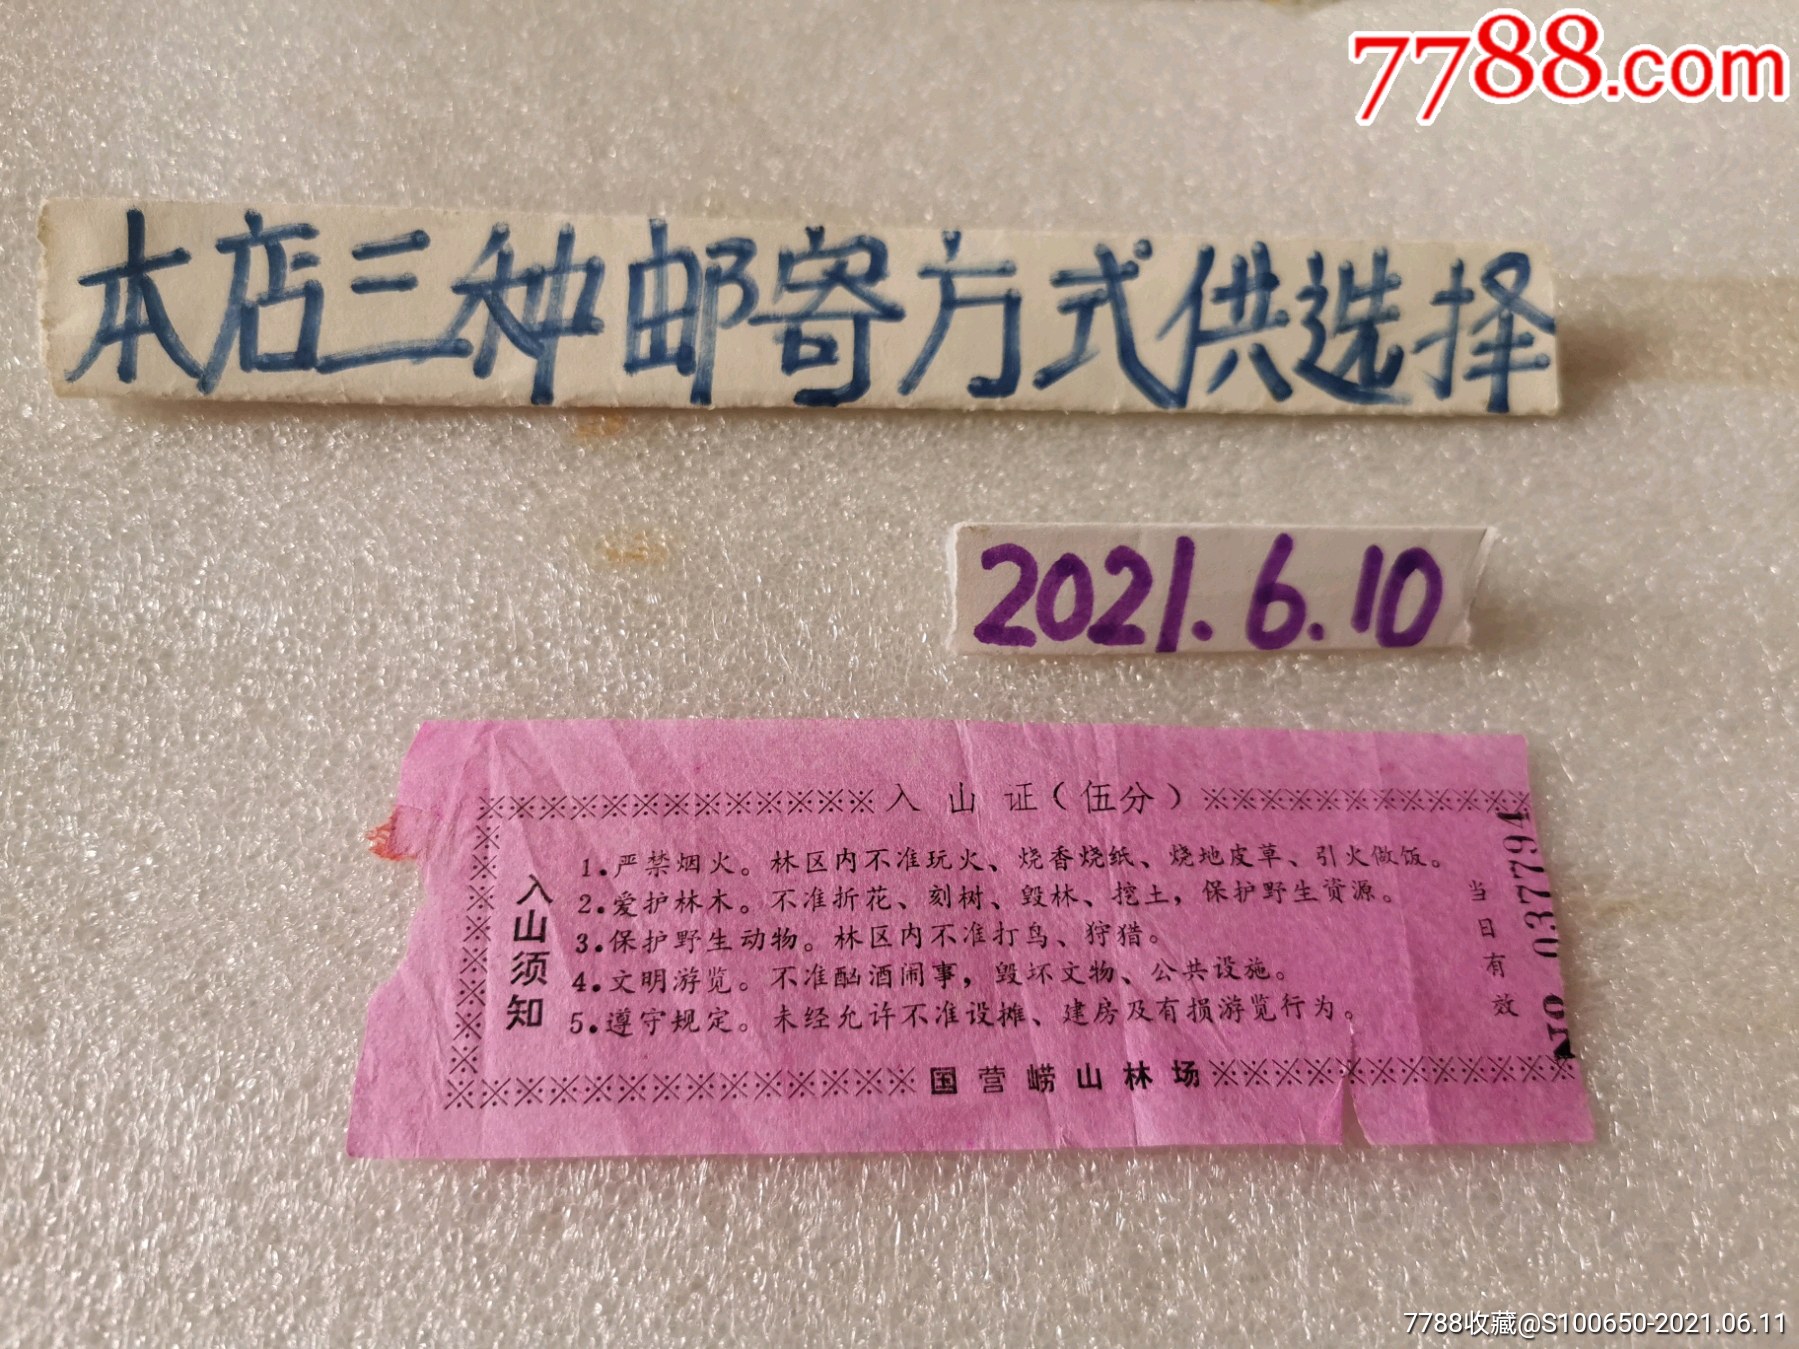 7788.com
本店三种邮寄方式供选择
2021.6.10
入山证(伍分)
入山须知
1.严禁烟火。林区内不准玩火、烧香烧纸、烧地皮草、引火做饭。
2.爱护林木。不准折花、刻树、毁林、挖土，保护野生资源。
3.保护野生动物。林区内不准打鸟、狩猎。
4.文明游览。不准酗酒闹事，毁坏文物、公共设施。
5.遵守规定。未经允许不准设摊、建房及有损游览行为。
当日有效
№ 037794
国营崂山林场
7788收藏@S100650-2021.06.11